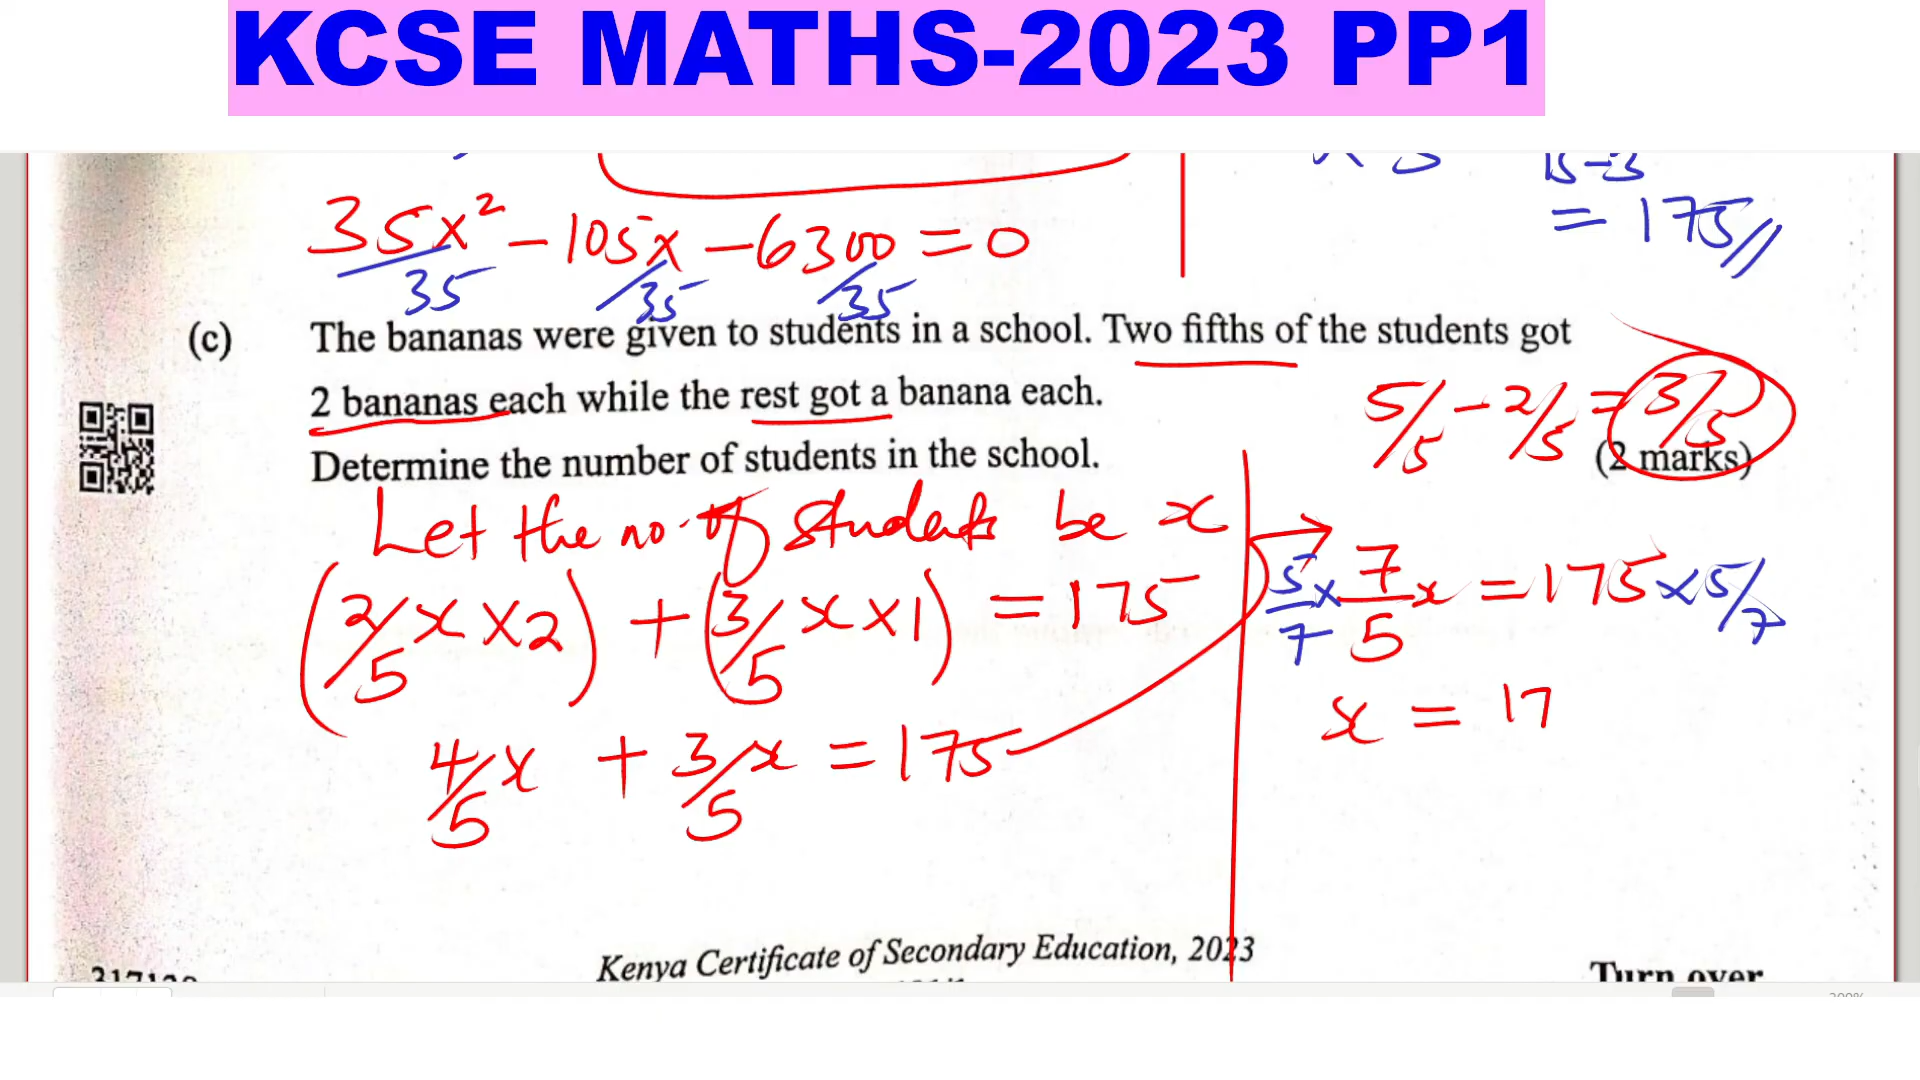 KCSE MATHS-2023 PP1
15-3
= 175//
35x² - 105x - 6300 = 0
35 /35 /35
(c) The bananas were given to students in a school. Two fifths of the students got
2 bananas each while the rest got a banana each.
5/5 - 2/5 = 3/5
Determine the number of students in the school. (2 marks)
Let the no. of students be x
(2/5 x × 2) + (3/5 x × 1) = 175
5/7 × 7/5 x = 175 × 5/7
x = 17
4/5 x + 3/5 x = 175
Kenya Certificate of Secondary Education, 2023
Turn over